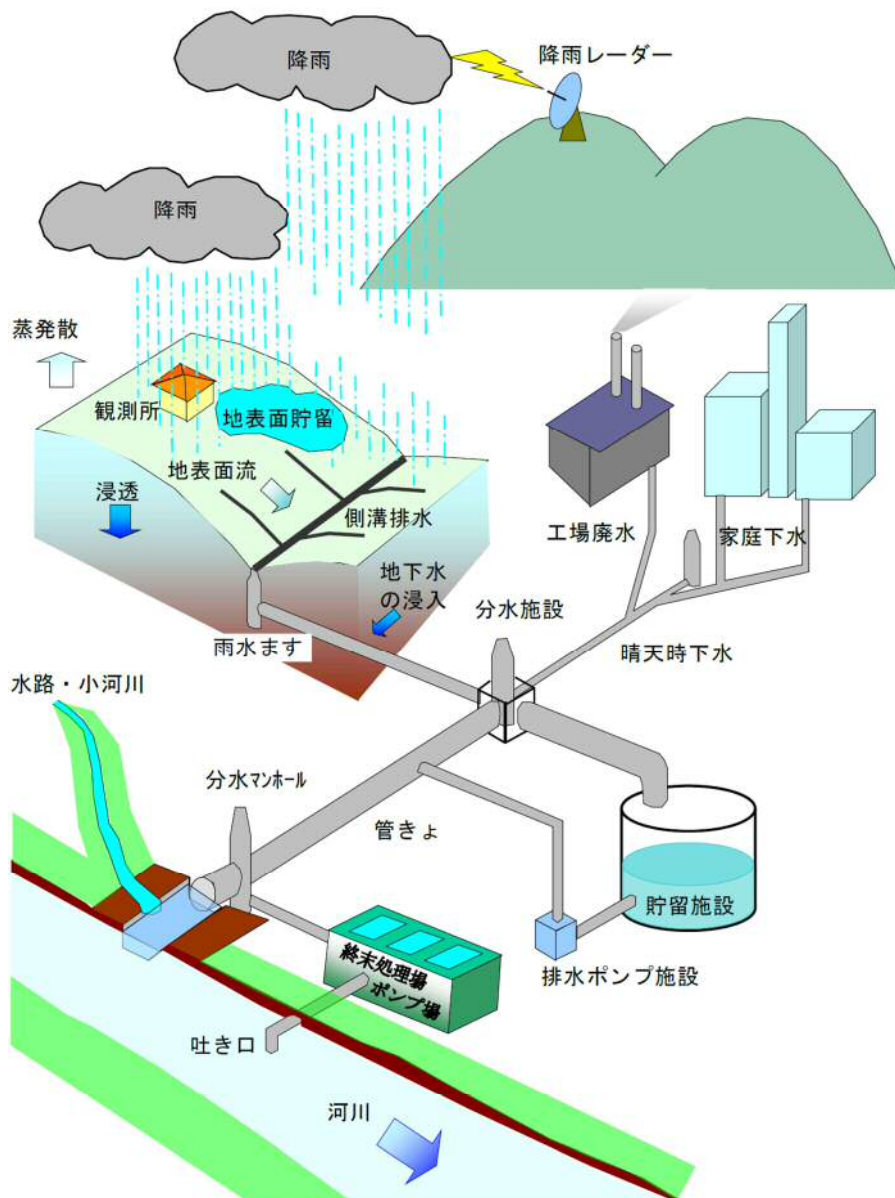 降雨
降雨レーダー
降雨
蒸発散
観測所
地表面貯留
地表面流
浸透
側溝排水
工場廃水
家庭下水
地下水
の浸入
分水施設
雨水ます
晴天時下水
水路・小河川
分水マンホール
管きょ
貯留施設
終末処理場
ポンプ場
排水ポンプ施設
吐き口
河川